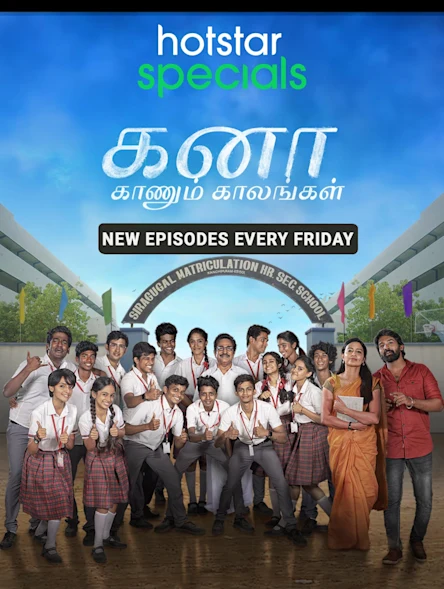 hotstar
specials
கனா
காணும் காலங்கள்
NEW EPISODES EVERY FRIDAY
SIRAGUGAL MATRICULATION HR SEC SCHOOL